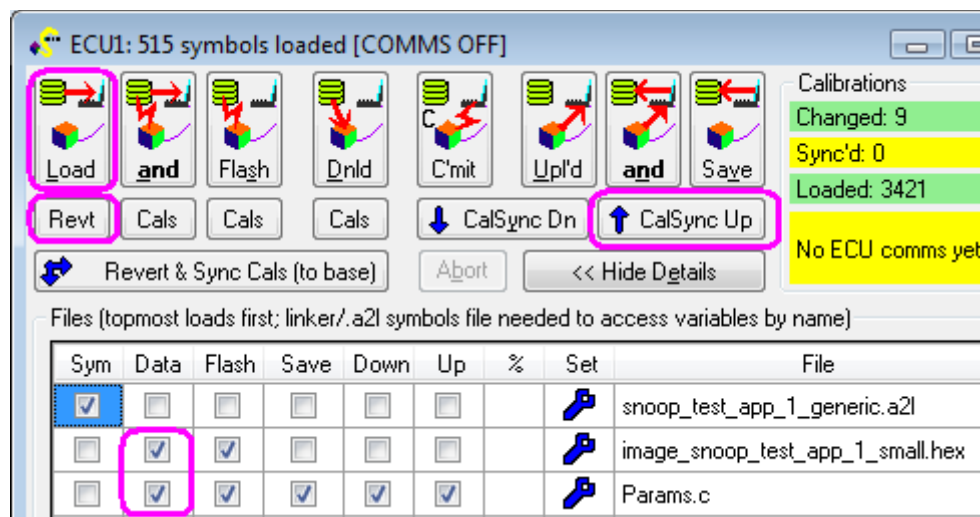 ECU1: 515 symbols loaded [COMMS OFF]
Load and Flash Dnld C C'mit Upl'd and Save
Revt Cals Cals Cals CalSync Dn CalSync Up
Revert & Sync Cals (to base) Abort << Hide Details
Calibrations
Changed: 9
Sync'd: 0
Loaded: 3421
No ECU comms yet
Files (topmost loads first; linker/.a2l symbols file needed to access variables by name)
Sym Data Flash Save Down Up % Set File
snoop_test_app_1_generic.a2l
image_snoop_test_app_1_small.hex
Params.c